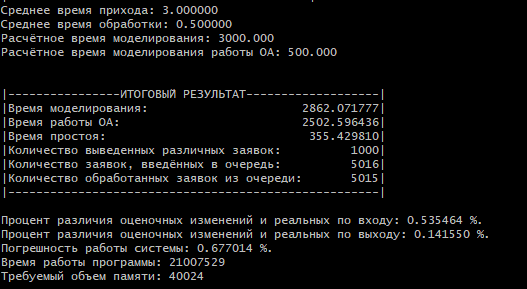 Среднее время прихода: 3.000000
Среднее время обработки: 0.500000
Расчётное время моделирования: 3000.000
Расчётное время моделирования работы ОА: 500.000
|----------------ИТОГОВЫЙ РЕЗУЛЬТАТ-------------------|
|Время моделирования: 2862.071777|
|Время работы ОА: 2502.596436|
|Время простоя: 355.429810|
|Количество выведенных различных заявок: 1000|
|Количество заявок, введённых в очередь: 5016|
|Количество обработанных заявок из очереди: 5015|
|-----------------------------------------------------|
Процент различия оценочных изменений и реальных по входу: 0.535464 %.
Процент различия оценочных изменений и реальных по выходу: 0.141550 %.
Погрешность работы системы: 0.677014 %.
Время работы программы: 21007529
Требуемый объем памяти: 40024